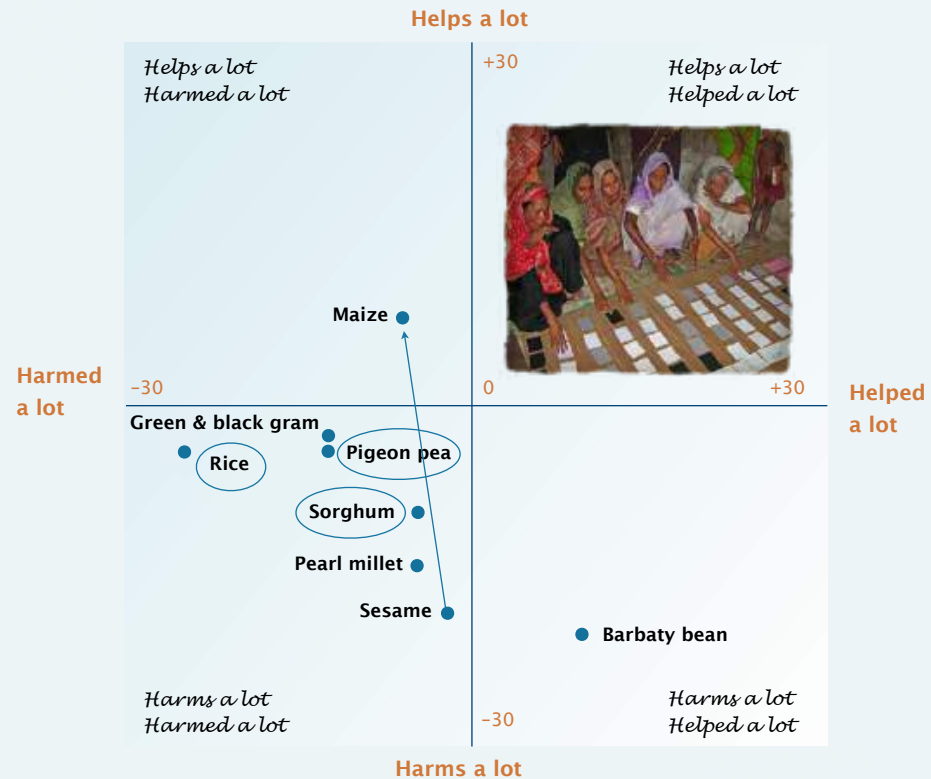 Helps a lot
+30
Helps a lot
Harmed a lot
Helps a lot
Helped a lot
Maize
Harmed
a lot
-30
0
+30
Helped
a lot
Green & black gram
Pigeon pea
Rice
Sorghum
Pearl millet
Sesame
Barbaty bean
Harms a lot
Harmed a lot
Harms a lot
Helped a lot
-30
Harms a lot